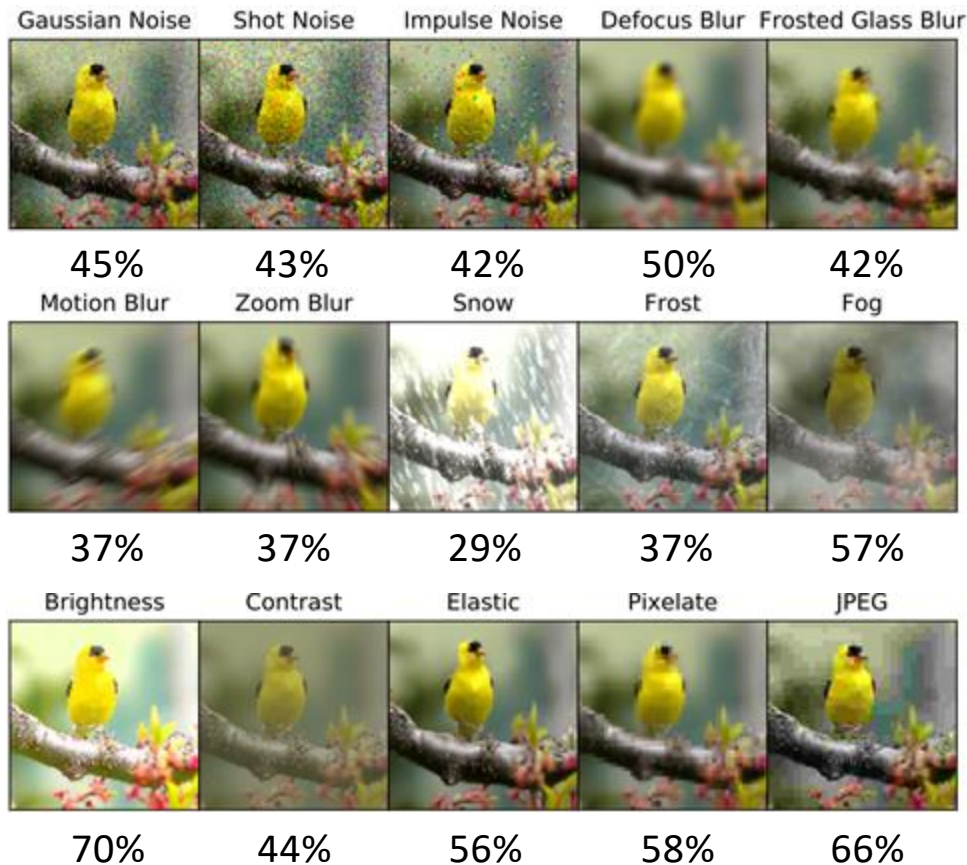 Gaussian Noise Shot Noise Impulse Noise Defocus Blur Frosted Glass Blur
45% 43% 42% 50% 42%
Motion Blur Zoom Blur Snow Frost Fog
37% 37% 29% 37% 57%
Brightness Contrast Elastic Pixelate JPEG
70% 44% 56% 58% 66%